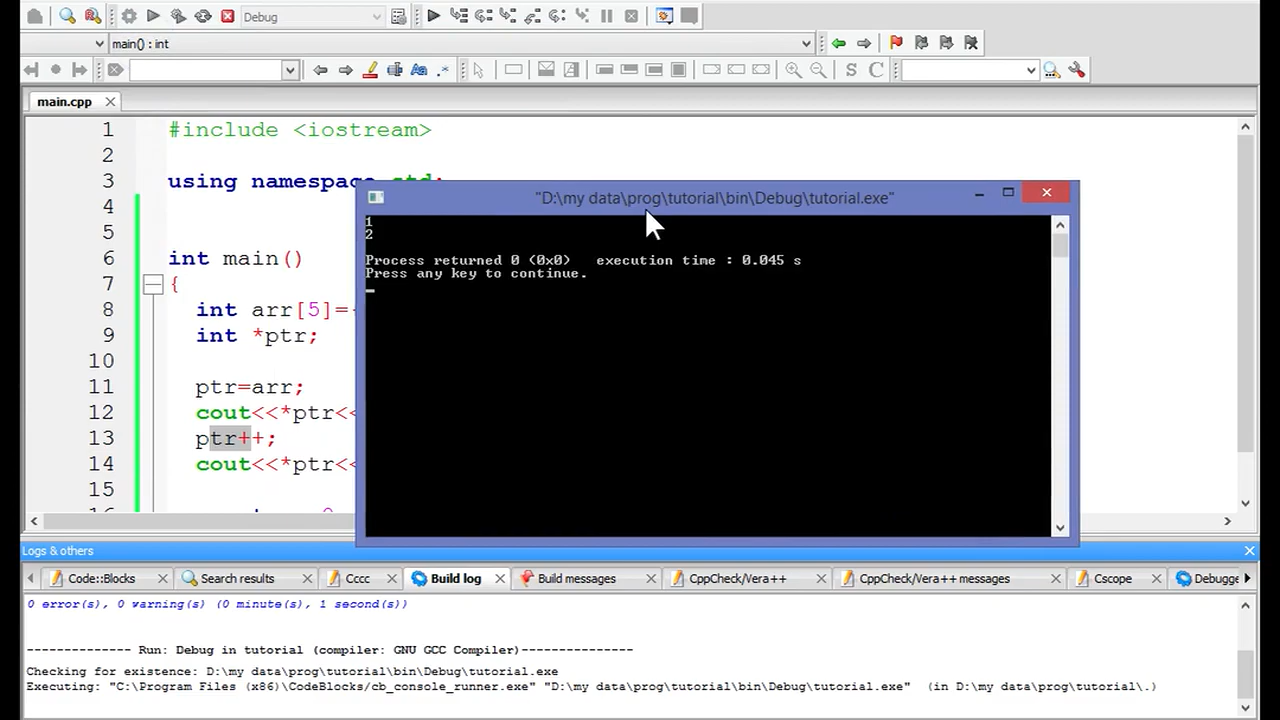 Debug
main() : int
main.cpp
1 #include <iostream>
2
3 using namespace std;
4
5
6 int main()
7 {
8 int arr[5]=
9 int *ptr;
10
11 ptr=arr;
12 cout<<*ptr<<
13 ptr++;
14 cout<<*ptr<<
15
"D:\my data\prog\tutorial\bin\Debug\tutorial.exe"
1
2
Process returned 0 (0x0)   execution time : 0.045 s
Press any key to continue.
Logs & others
Code::Blocks Search results Cccc Build log Build messages CppCheck/Vera++ CppCheck/Vera++ messages Cscope Debugge
0 error(s), 0 warning(s) (0 minute(s), 1 second(s))
-------------- Run: Debug in tutorial (compiler: GNU GCC Compiler)---------------
Checking for existence: D:\my data\prog\tutorial\bin\Debug\tutorial.exe
Executing: "C:\Program Files (x86)\CodeBlocks/cb_console_runner.exe" "D:\my data\prog\tutorial\bin\Debug\tutorial.exe"  (in D:\my data\prog\tutorial\.)